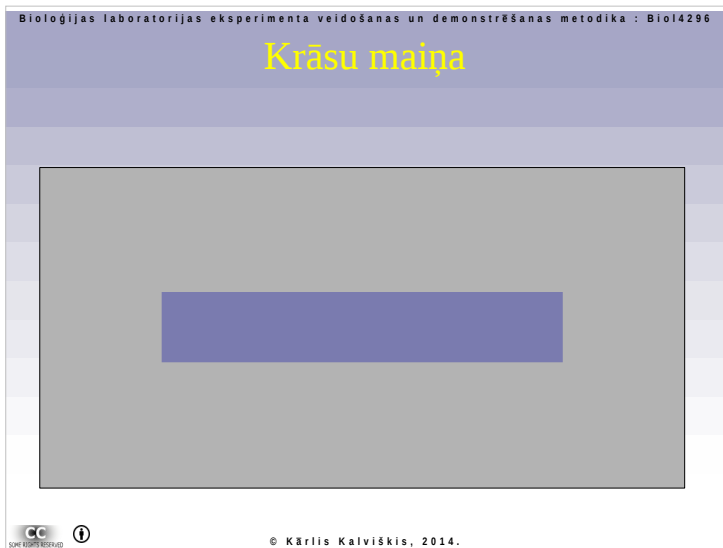 Bioloģijas laboratorijas eksperimenta veidošanas un demonstrēšanas metodika : Biol4296
Krāsu maiņa
CC
SOME RIGHTS RESERVED
© Kārlis Kalviškis, 2014.